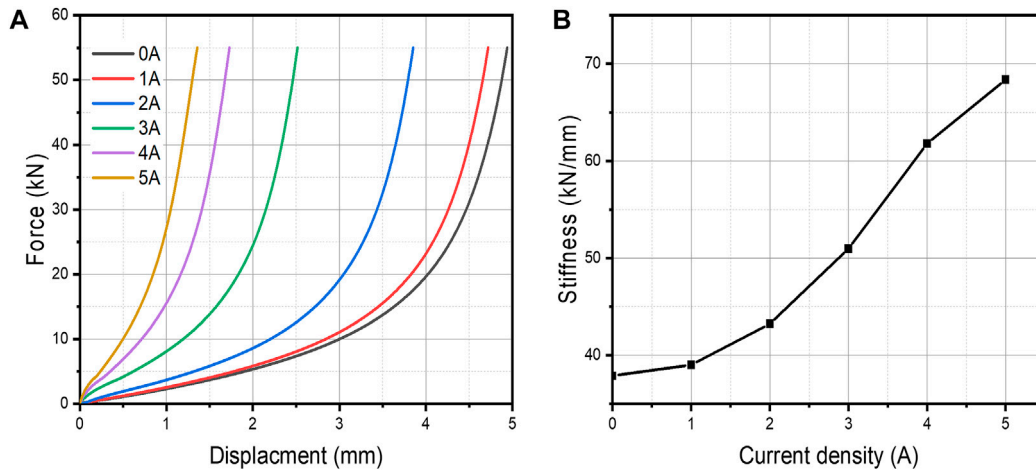 A
60
50
40
30
20
10
0
Force (kN)
0A
1A
2A
3A
4A
5A
0 1 2 3 4 5
Displacment (mm)
B
70
60
50
40
Stiffness (kN/mm)
0 1 2 3 4 5
Current density (A)